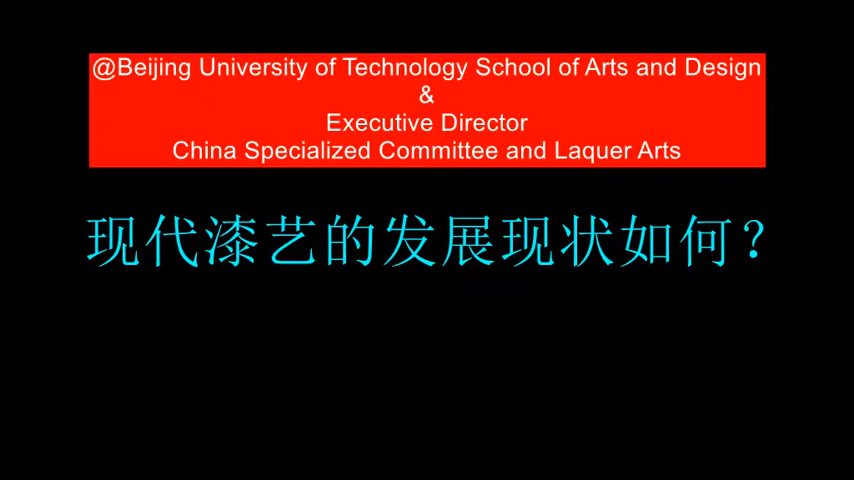 @Beijing University of Technology School of Arts and Design
&
Executive Director
China Specialized Committee and Laquer Arts
现代漆艺的发展现状如何？